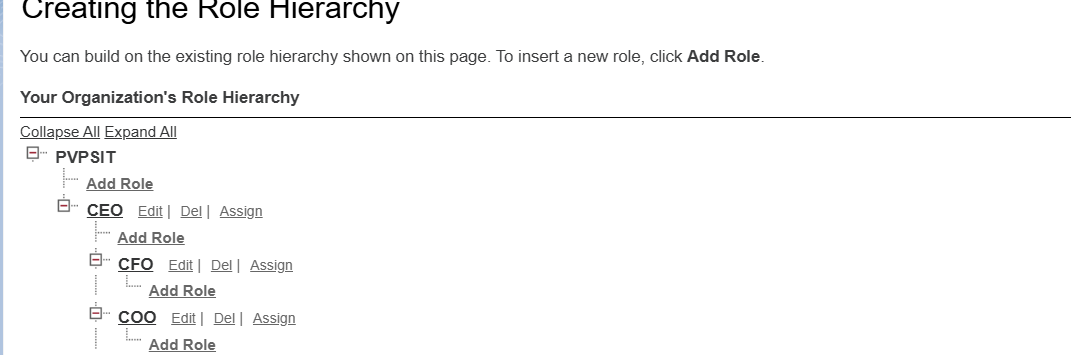 Creating the Role Hierarchy
You can build on the existing role hierarchy shown on this page. To insert a new role, click Add Role.
Your Organization's Role Hierarchy
Collapse All Expand All
PVPSIT
Add Role
CEO Edit | Del | Assign
Add Role
CFO Edit | Del | Assign
Add Role
COO Edit | Del | Assign
Add Role